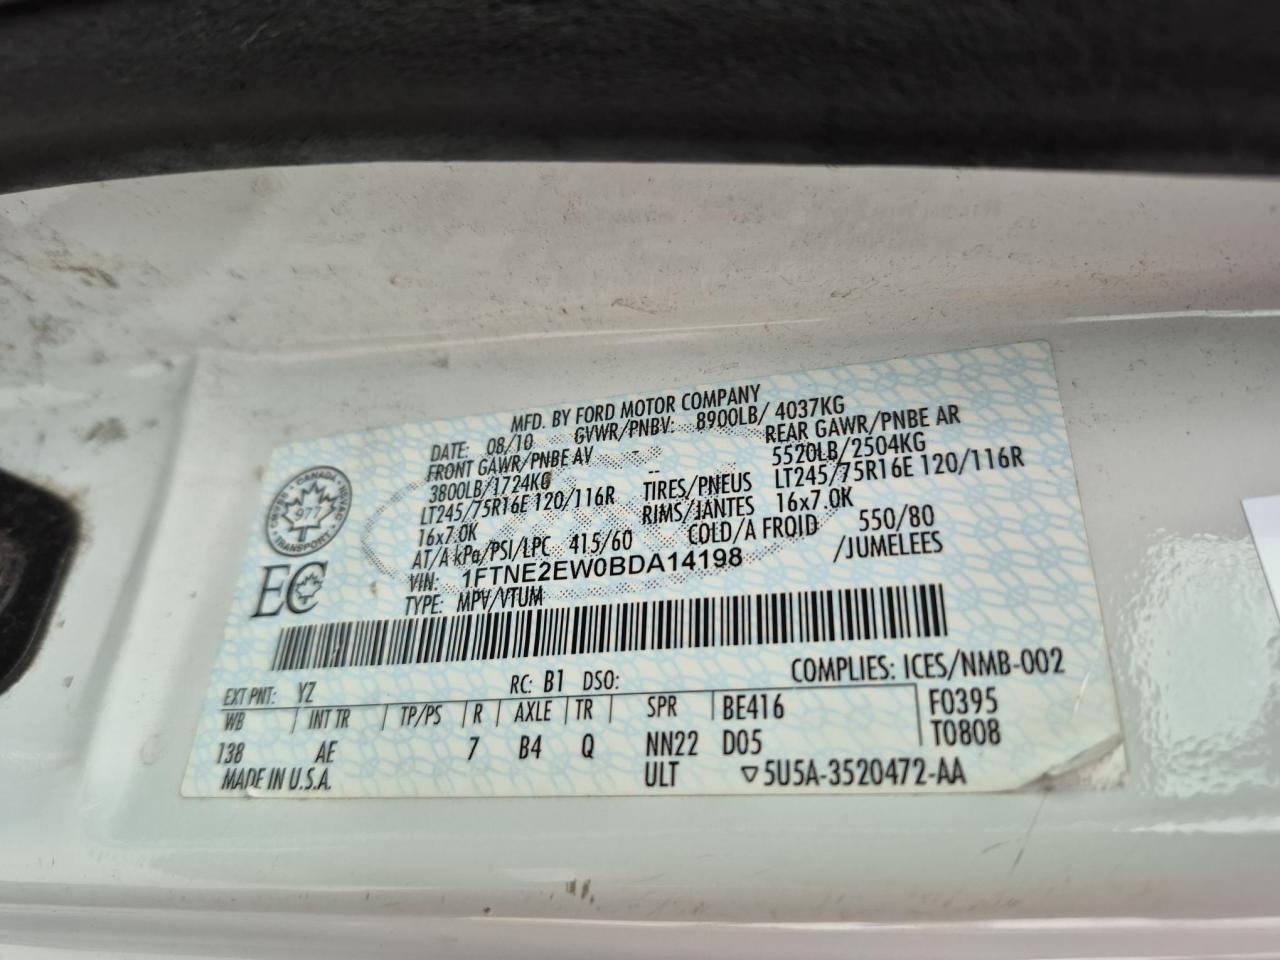 MFD. BY FORD MOTOR COMPANY
DATE: 08/10 GVWR/PNBV: 8900LB/ 4037KG
FRONT GAWR/PNBE AV REAR GAWR/PNBE AR
3800LB/1724KG 5520LB/2504KG
LT245/75R16E 120/116R TIRES/PNEUS LT245/75R16E 120/116R
16x7.0K RIMS/JANTES 16x7.0K
AT/A kPa/PSI/LPC 415/60 COLD/A FROID 550/80
VIN: 1FTNE2EW0BDA14198 /JUMELEES
TYPE: MPV/VTUM
CANADA
977
TRANSPORT
EC
COMPLIES: ICES/NMB-002
EXT PNT: YZ RC: B1 DSO:
WB INT TR TP/PS R AXLE TR SPR BE416 F0395
138 AE 7 B4 Q NN22 D05 T0808
MADE IN U.S.A. ULT ▽5U5A-3520472-AA